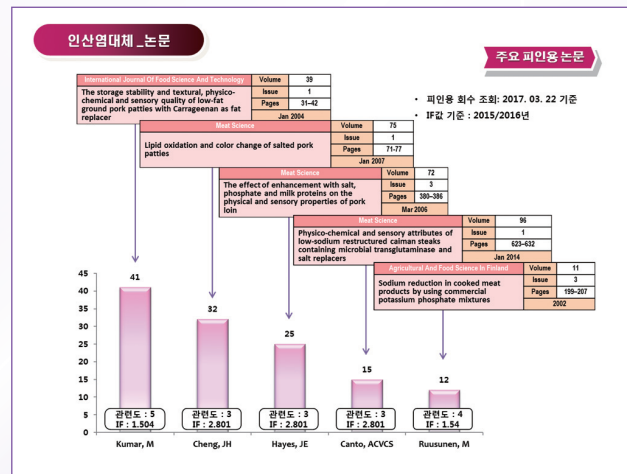 인산염대체_논문
주요 피인용 논문
• 피인용 회수 조회: 2017. 03. 22 기준
• IF값 기준 : 2015/2016년
International Journal Of Food Science And Technology
The storage stability and textural, physico-
chemical and sensory quality of low-fat
ground pork patties with Carrageenan as fat
replacer
Volume 39
Issue 1
Pages 31–42
Jan 2004
Meat Science
Lipid oxidation and color change of salted pork
patties
Volume 75
Issue 1
Pages 71-77
Jan 2007
Meat Science
The effect of enhancement with salt,
phosphate and milk proteins on the
physical and sensory properties of pork
loin
Volume 72
Issue 3
Pages 380–386
Mar 2006
Meat Science
Physico-chemical and sensory attributes of
low-sodium restructured caiman steaks
containing microbial transglutaminase and
salt replacers
Volume 96
Issue 1
Pages 623–632
Jan 2014
Agricultural And Food Science In Finland
Sodium reduction in cooked meat
products by using commercial
potassium phosphate mixtures
Volume 11
Issue 3
Pages 199–207
2002
45
40
35
30
25
20
15
10
5
0
41
32
25
15
12
관련도 : 5
IF : 1.504
관련도 : 3
IF : 2.801
관련도 : 3
IF : 2.801
관련도 : 3
IF : 2.801
관련도 : 4
IF : 1.54
Kumar, M
Cheng, JH
Hayes, JE
Canto, ACVCS
Ruusunen, M